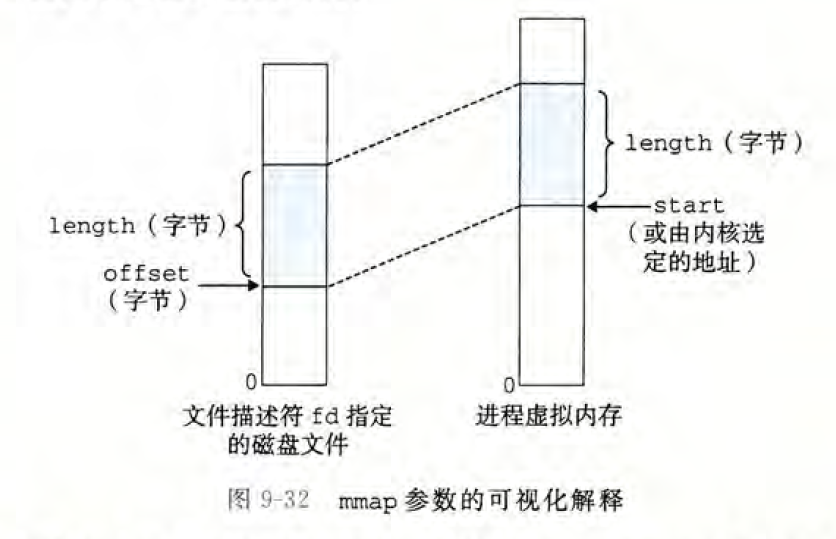 length（字节）
length（字节）
start
（或由内核选
定的地址）
offset
（字节）
0
0
文件描述符 fd 指定
的磁盘文件
进程虚拟内存
图 9-32 mmap 参数的可视化解释